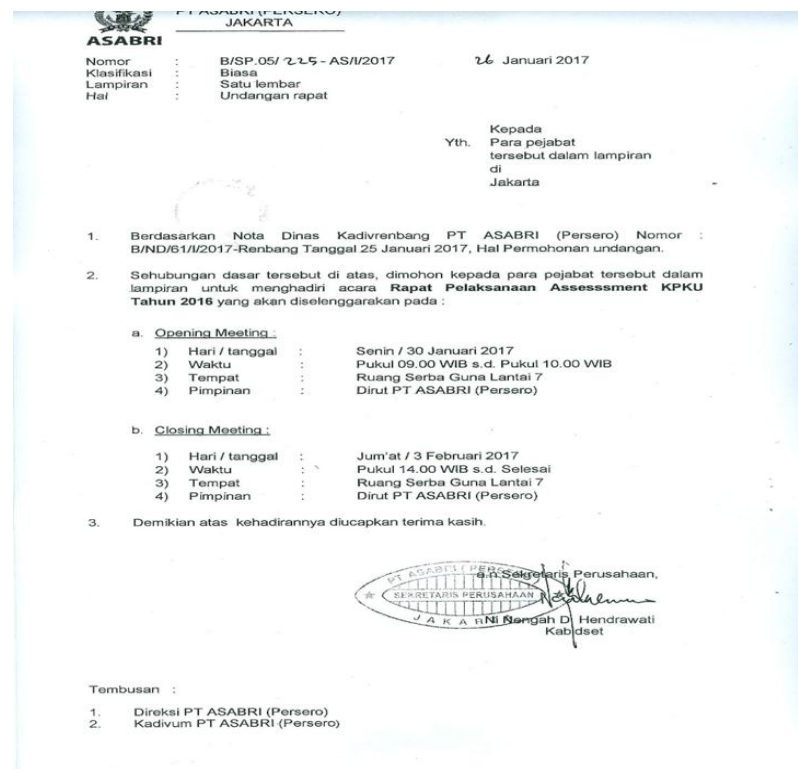 PT ASABRI (PERSERO)
JAKARTA
ASABRI
Nomor : B/SP.05/ 225 - AS/I/2017 26 Januari 2017
Klasifikasi : Biasa
Lampiran : Satu lembar
Hal : Undangan rapat
Kepada
Yth. Para pejabat
tersebut dalam lampiran
di
Jakarta
1. Berdasarkan Nota Dinas Kadivrenbang PT ASABRI (Persero) Nomor :
B/ND/61/I/2017-Renbang Tanggal 25 Januari 2017, Hal Permohonan undangan.
2. Sehubungan dasar tersebut di atas, dimohon kepada para pejabat tersebut dalam
lampiran untuk menghadiri acara Rapat Pelaksanaan Assesssment KPKU
Tahun 2016 yang akan diselenggarakan pada :
a. Opening Meeting :
1) Hari / tanggal : Senin / 30 Januari 2017
2) Waktu : Pukul 09.00 WIB s.d. Pukul 10.00 WIB
3) Tempat : Ruang Serba Guna Lantai 7
4) Pimpinan : Dirut PT ASABRI (Persero)
b. Closing Meeting :
1) Hari / tanggal : Jum'at / 3 Februari 2017
2) Waktu : Pukul 14.00 WIB s.d. Selesai
3) Tempat : Ruang Serba Guna Lantai 7
4) Pimpinan : Dirut PT ASABRI (Persero)
3. Demikian atas kehadirannya diucapkan terima kasih.
a.n.Sekretaris Perusahaan,
PT ASABRI (PERSERO)
SEKRETARIS PERUSAHAAN
JAKARTA
Ni Nengah D. Hendrawati
Kabidset
Tembusan :
1. Direksi PT ASABRI (Persero)
2. Kadivum PT ASABRI (Persero)